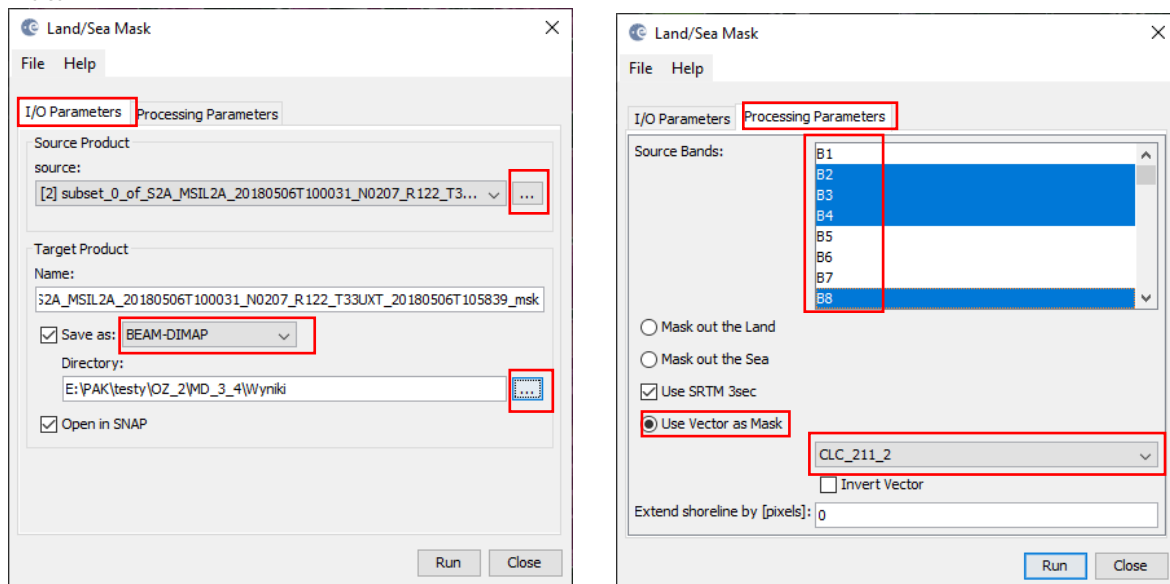 Land/Sea Mask
File Help
I/O Parameters Processing Parameters
Source Product
source:
[2] subset_0_of_S2A_MSIL2A_20180506T100031_N0207_R122_T3... ...
Target Product
Name:
S2A_MSIL2A_20180506T100031_N0207_R122_T33UXT_20180506T105839_msk
Save as: BEAM-DIMAP
Directory:
E:\PAK\testy\OZ_2\MD_3_4\Wyniki ...
Open in SNAP
Run Close
Land/Sea Mask
File Help
I/O Parameters Processing Parameters
Source Bands:
B1
B2
B3
B4
B5
B6
B7
B8
Mask out the Land
Mask out the Sea
Use SRTM 3sec
Use Vector as Mask
CLC_211_2
Invert Vector
Extend shoreline by [pixels]: 0
Run Close